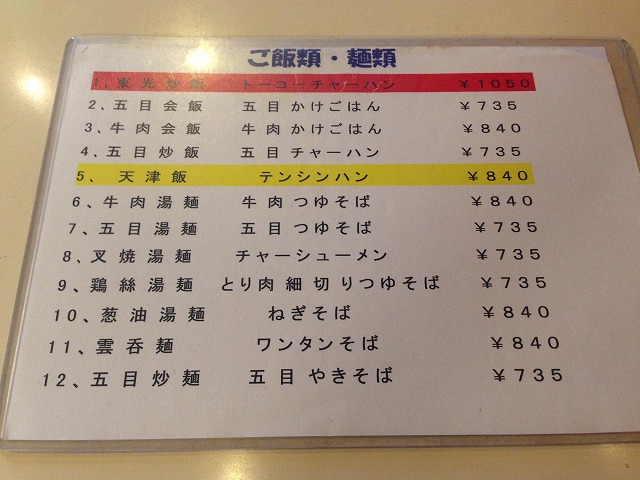 ご飯類・麺類
1、東光炒飯 トーコーチャーハン ￥1050
2、五目会飯 五目かけごはん ￥735
3、牛肉会飯 牛肉かけごはん ￥840
4、五目炒飯 五目チャーハン ￥735
5、天津飯 テンシンハン ￥840
6、牛肉湯麺 牛肉つゆそば ￥840
7、五目湯麺 五目つゆそば ￥735
8、叉焼湯麺 チャーシューメン ￥735
9、鶏絲湯麺 とり肉細切りつゆそば ￥735
10、葱油湯麺 ねぎそば ￥840
11、雲呑麺 ワンタンそば ￥840
12、五目炒麺 五目やきそば ￥735